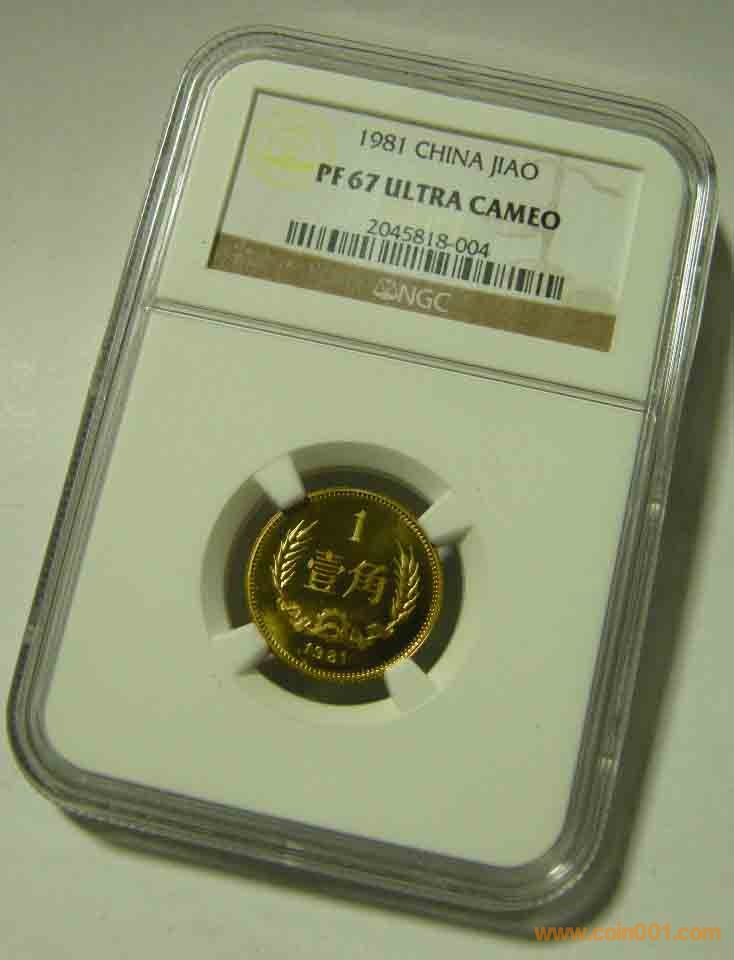 1981 CHINA JIAO
PF 67 ULTRA CAMEO
2045818-004
NGC
1
壹角
1981
www.coin001.com